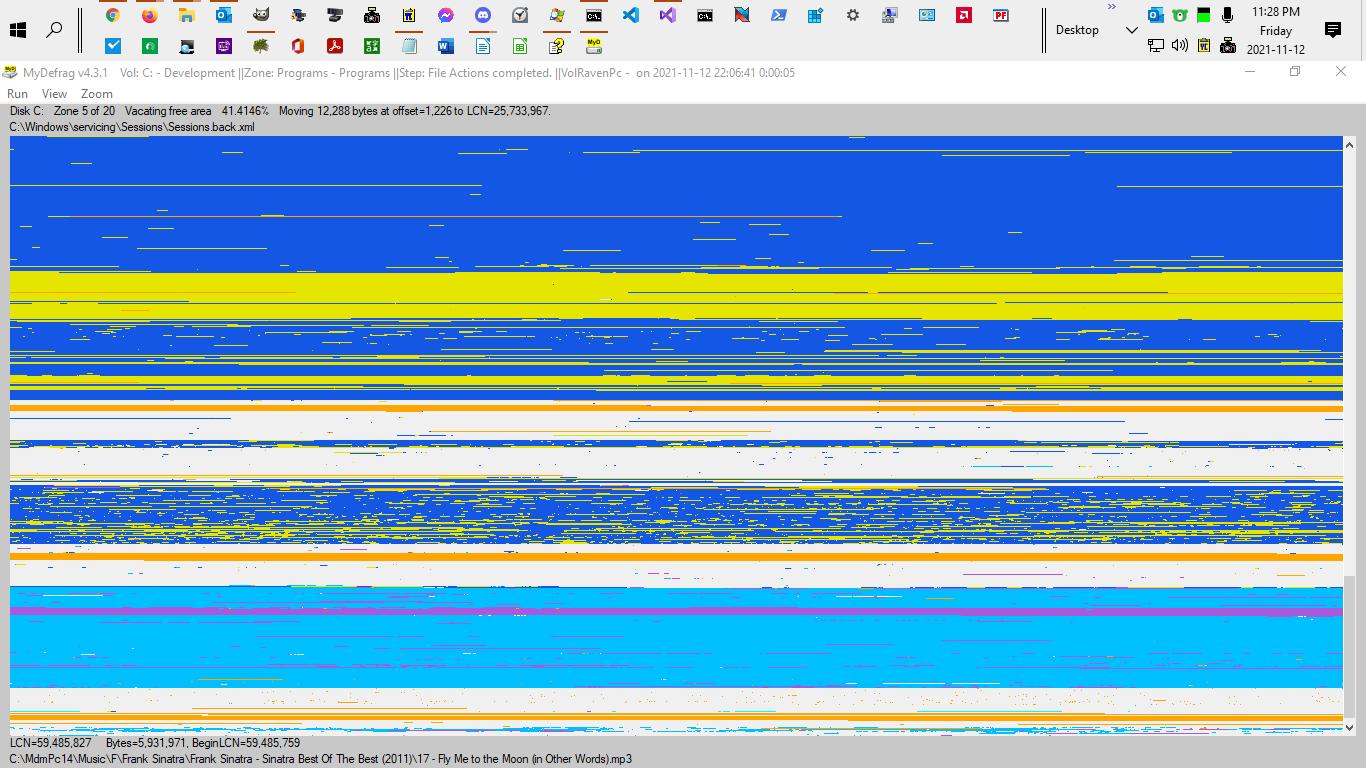 11:28 PM
Desktop
Friday
2021-11-12
MyDefrag v4.3.1 Vol: C: - Development ||Zone: Programs - Programs ||Step: File Actions completed. ||VolRavenPc - on 2021-11-12 22:06:41 0:00:05
Run View Zoom
Disk C: Zone 5 of 20 Vacating free area 41.4146% Moving 12,288 bytes at offset=1,226 to LCN=25,733,967.
C:\Windows\servicing\Sessions\Sessions.back.xml
LCN=59,485,827 Bytes=5,931,971, BeginLCN=59,485,759
C:\MdmPc14\Music\F\Frank Sinatra\Frank Sinatra - Sinatra Best Of The Best (2011)\17 - Fly Me to the Moon (in Other Words).mp3